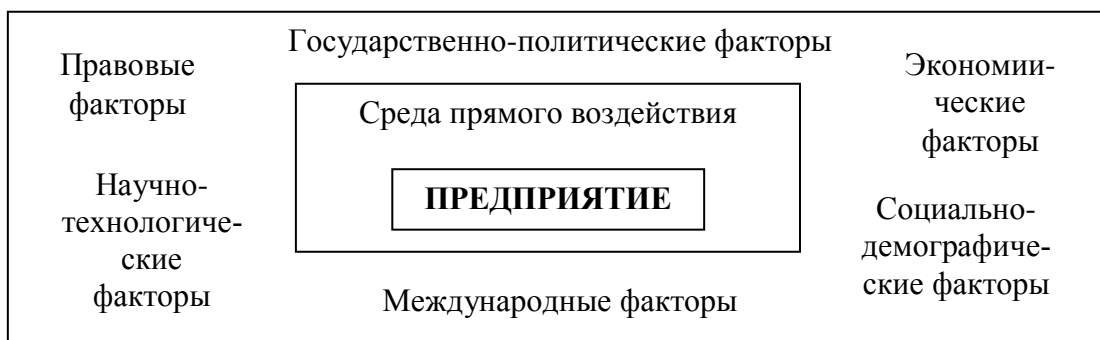 Государственно-политические факторы
Правовые
факторы
Экономии-
ческие
факторы
Среда прямого воздействия
ПРЕДПРИЯТИЕ
Научно-
технологиче-
ские
факторы
Социально-
демографиче-
ские факторы
Международные факторы